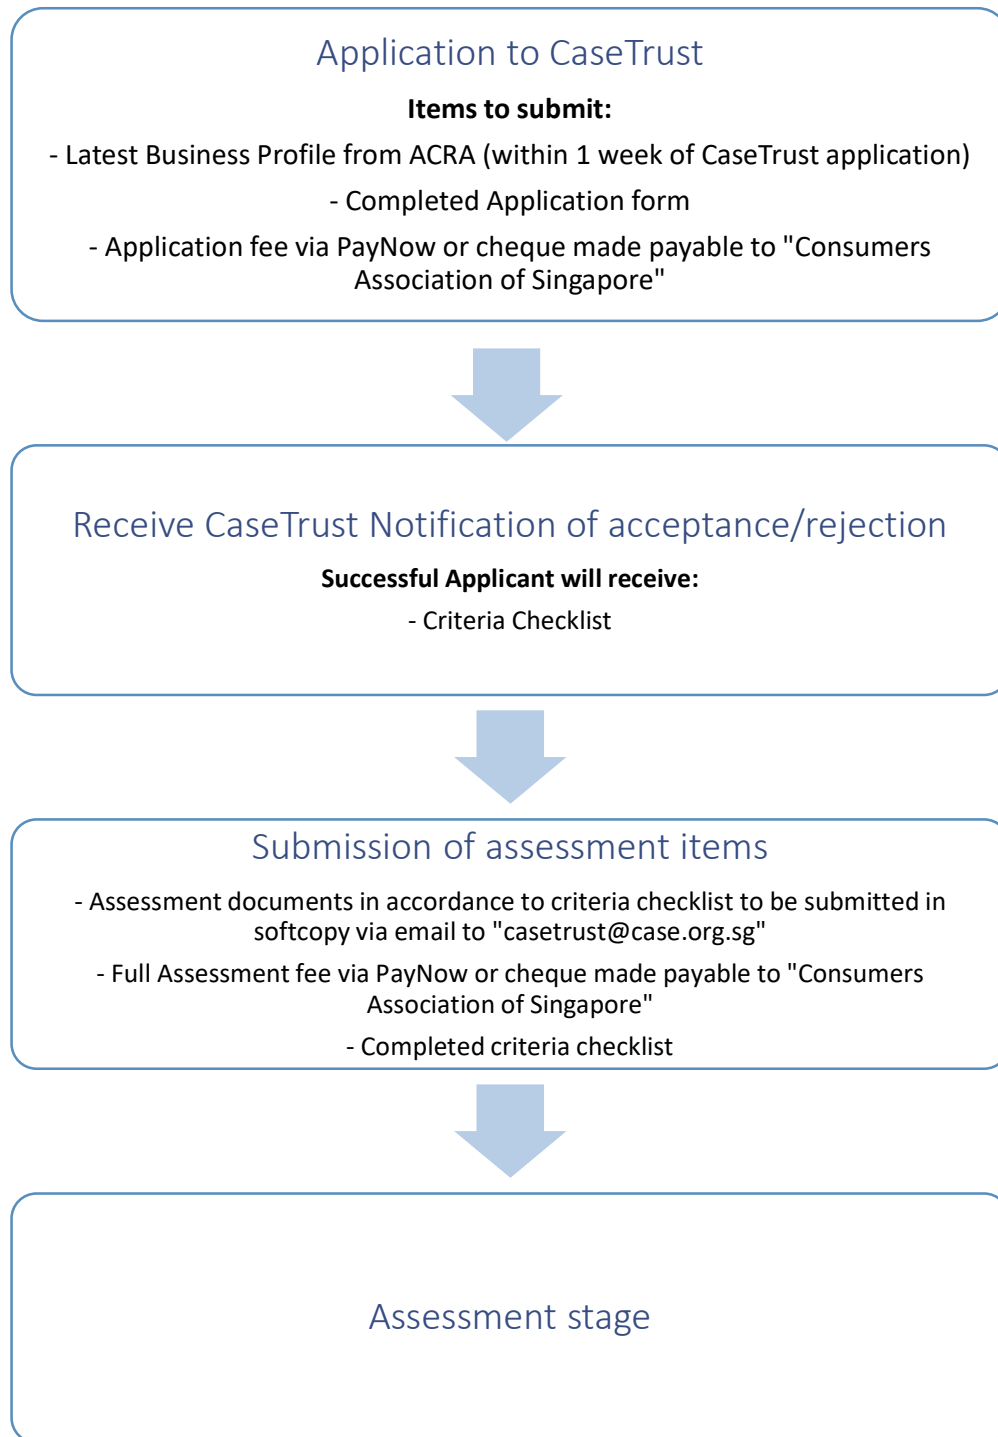 Application to CaseTrust
Items to submit:
- Latest Business Profile from ACRA (within 1 week of CaseTrust application)
- Completed Application form
- Application fee via PayNow or cheque made payable to "Consumers
Association of Singapore"
Receive CaseTrust Notification of acceptance/rejection
Successful Applicant will receive:
- Criteria Checklist
Submission of assessment items
- Assessment documents in accordance to criteria checklist to be submitted in
softcopy via email to "casetrust@case.org.sg"
- Full Assessment fee via PayNow or cheque made payable to "Consumers
Association of Singapore"
- Completed criteria checklist
Assessment stage